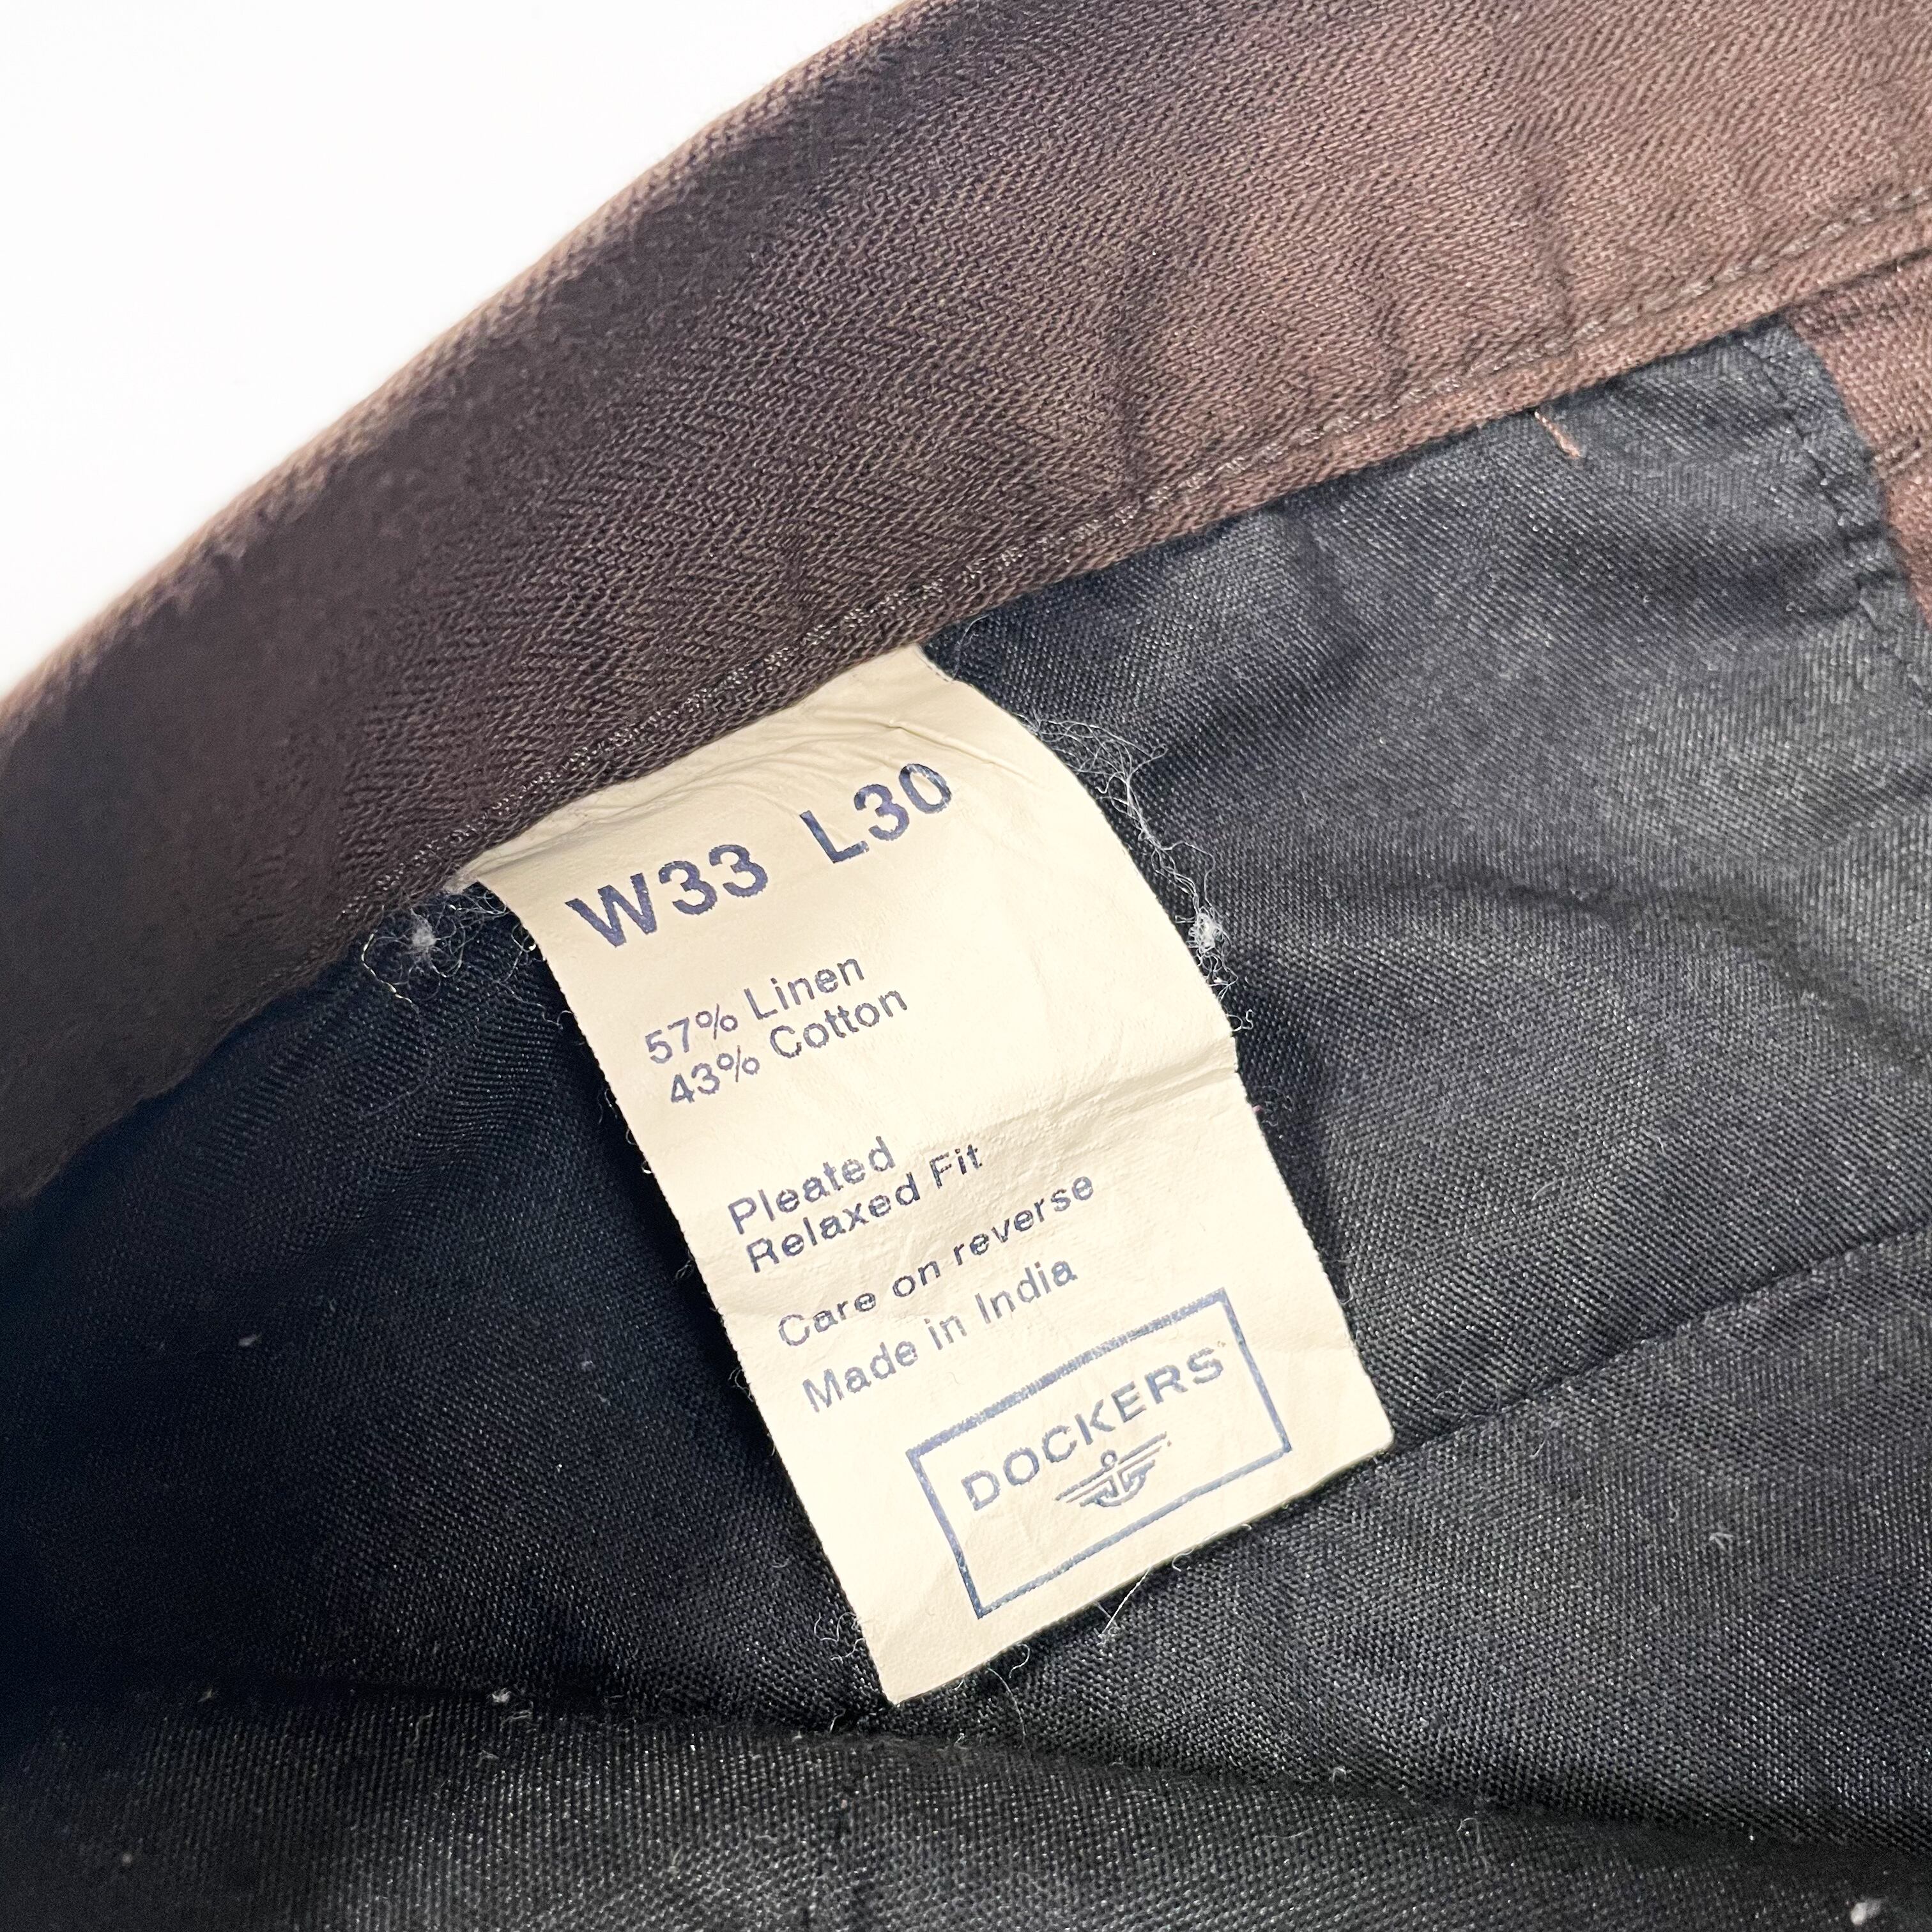 W33 L30
57% Linen
43% Cotton
Pleated
Relaxed Fit
Care on reverse
Made in India
DOCKERS